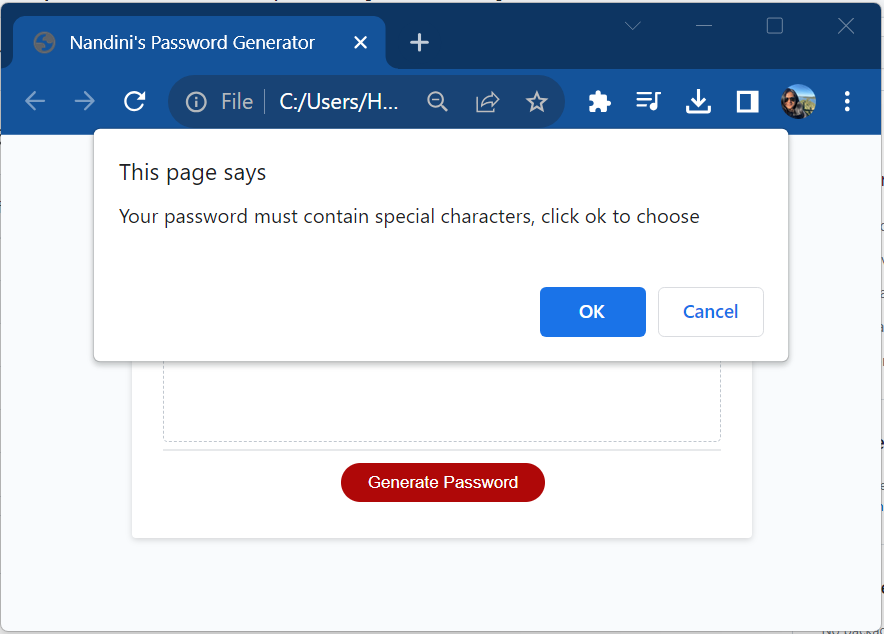 Nandini's Password Generator
File
C:/Users/H...
This page says
Your password must contain special characters, click ok to choose
OK
Cancel
Generate Password